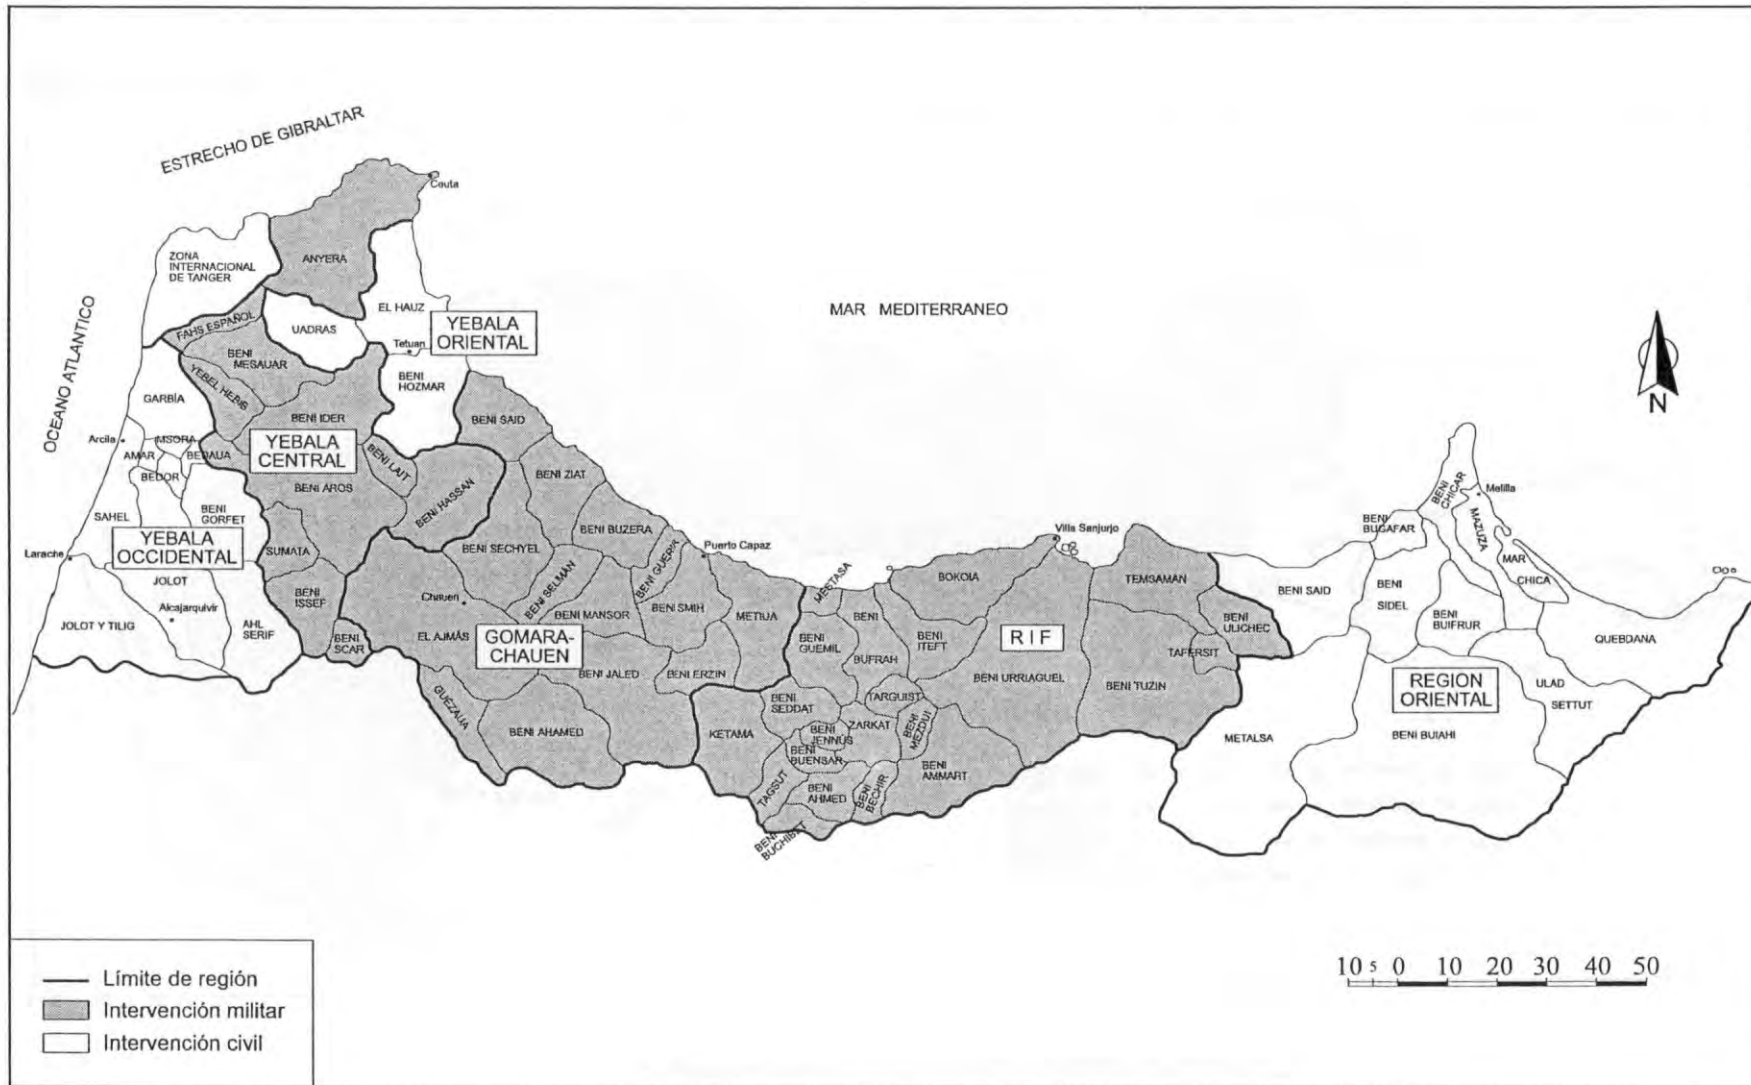 ESTRECHO DE GIBRALTAR
OCEANO ATLANTICO
MAR MEDITERRANEO
Ceuta
ANYERA
ZONA
INTERNACIONAL
DE TANGER
FAHS ESPAÑOL
UADRAS
EL HAUZ
Tetuan
YEBALA
ORIENTAL
BENI
HOZMAR
BENI
MESAUAR
YEBEL HEBIB
BENI IDER
GARBÍA
Arcila
MSORA
AMAR
BEDAUA
BEDOR
YEBALA
CENTRAL
BENI LAIT
BENI AROS
BENI HASSAN
SAHEL
BENI
GORFET
YEBALA
OCCIDENTAL
Larache
JOLOT
Alcajarquivir
JOLOT Y TILIG
AHL
SERIF
SUMATA
BENI
ISSEF
BENI
SCAR
BENI SAID
BENI ZIAT
BENI BUZERA
BENI SECHYEL
BENI SELMÁN
BENI GUERIR
Puerto Capaz
Chauen
BENI MANSOR
BENI SMIH
METIUA
EL AJMÁS
GOMARA-
CHAUEN
BENI JALED
BENI ERZIN
GUEZAUA
BENI AHAMED
MESTASA
BENI
GUEMIL
BENI
BUFRAH
BOKOIA
Villa Sanjurjo
BENI
ITEFT
RIF
TEMSAMAN
BENI
ULICHEC
TAFERSIT
BENI URRIAGUEL
BENI TUZIN
BENI
SEDDAT
TARGUIST
KETAMA
BENI
JENNÚS
ZARKAT
BENI
MEZDUI
BENI
BUENSAR
TAGSUT
BENI
AHMED
BENI
BECHIR
BENI
AMMART
BENI
BUCHIBET
BENI SAID
BENI
BUGAFAR
BENI
CHICAR
Melilla
MAZUZA
MAR
CHICA
BENI
SIDEL
BENI
BUIFRUR
QUEBDANA
ULAD
SETTUT
REGION
ORIENTAL
METALSA
BENI BUIAHI
N
Límite de región
Intervención militar
Intervención civil
10 5 0 10 20 30 40 50